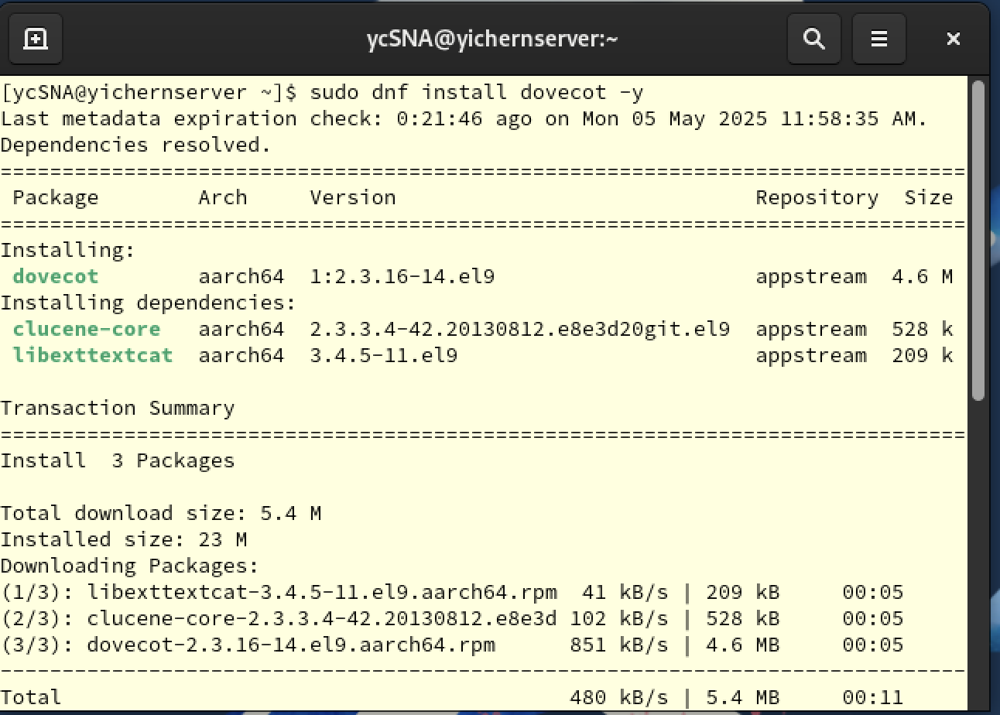 ycSNA@yichernserver:~
[ycSNA@yichernserver ~]$ sudo dnf install dovecot -y
Last metadata expiration check: 0:21:46 ago on Mon 05 May 2025 11:58:35 AM.
Dependencies resolved.
==============================================================================
 Package        Arch     Version                             Repository  Size
==============================================================================
Installing:
 dovecot        aarch64  1:2.3.16-14.el9                     appstream  4.6 M
Installing dependencies:
 clucene-core   aarch64  2.3.3.4-42.20130812.e8e3d20git.el9  appstream  528 k
 libexttextcat  aarch64  3.4.5-11.el9                        appstream  209 k

Transaction Summary
==============================================================================
Install  3 Packages

Total download size: 5.4 M
Installed size: 23 M
Downloading Packages:
(1/3): libexttextcat-3.4.5-11.el9.aarch64.rpm  41 kB/s | 209 kB     00:05
(2/3): clucene-core-2.3.3.4-42.20130812.e8e3d 102 kB/s | 528 kB     00:05
(3/3): dovecot-2.3.16-14.el9.aarch64.rpm      851 kB/s | 4.6 MB     00:05
------------------------------------------------------------------------------
Total                                         480 kB/s | 5.4 MB     00:11